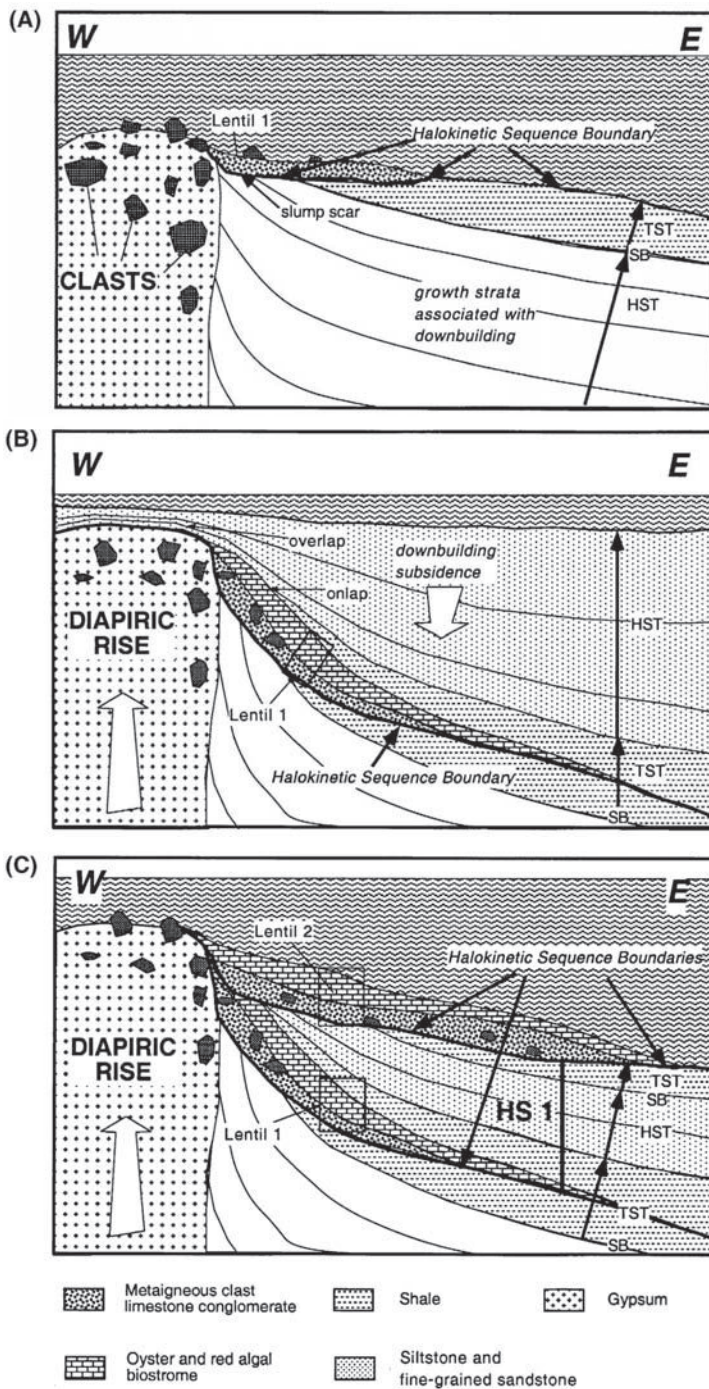 (A)
W
E
Lentil 1
Halokinetic Sequence Boundary
slump scar
TST
SB
CLASTS
growth strata
associated with
downbuilding
HST
(B)
W
E
overlap
downbuilding
subsidence
onlap
DIAPIRIC
RISE
HST
Lentil 1
TST
Halokinetic Sequence Boundary
SB
(C)
W
E
Lentil 2
Halokinetic Sequence Boundaries
DIAPIRIC
RISE
TST
SB
HS 1
HST
Lentil 1
TST
SB
Metaigneous clast
limestone conglomerate
Shale
Gypsum
Oyster and red algal
biostrome
Siltstone and
fine-grained sandstone